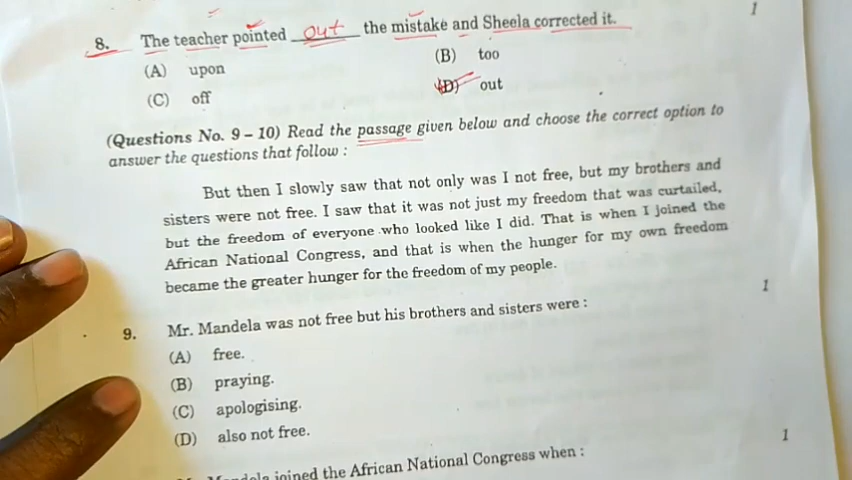 1
8. The teacher pointed out the mistake and Sheela corrected it.
(A) upon
(B) too
(C) off
(D) out
(Questions No. 9 – 10) Read the passage given below and choose the correct option to
answer the questions that follow :
But then I slowly saw that not only was I not free, but my brothers and
sisters were not free. I saw that it was not just my freedom that was curtailed,
but the freedom of everyone who looked like I did. That is when I joined the
African National Congress, and that is when the hunger for my own freedom
became the greater hunger for the freedom of my people.
1
9. Mr. Mandela was not free but his brothers and sisters were :
(A) free.
(B) praying.
(C) apologising.
(D) also not free.
1
Mandela joined the African National Congress when :